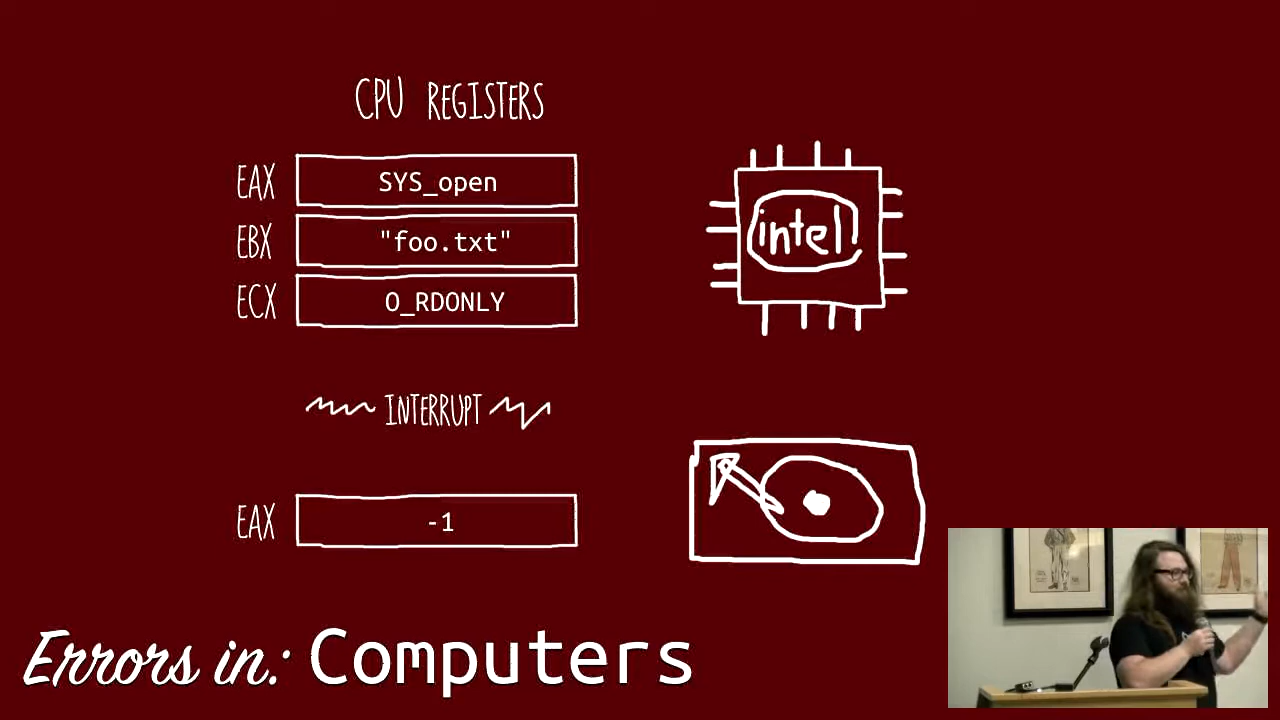 CPU REGISTERS
EAX SYS_open
EBX "foo.txt"
ECX O_RDONLY
intel
INTERRUPT
EAX -1
Errors in: Computers